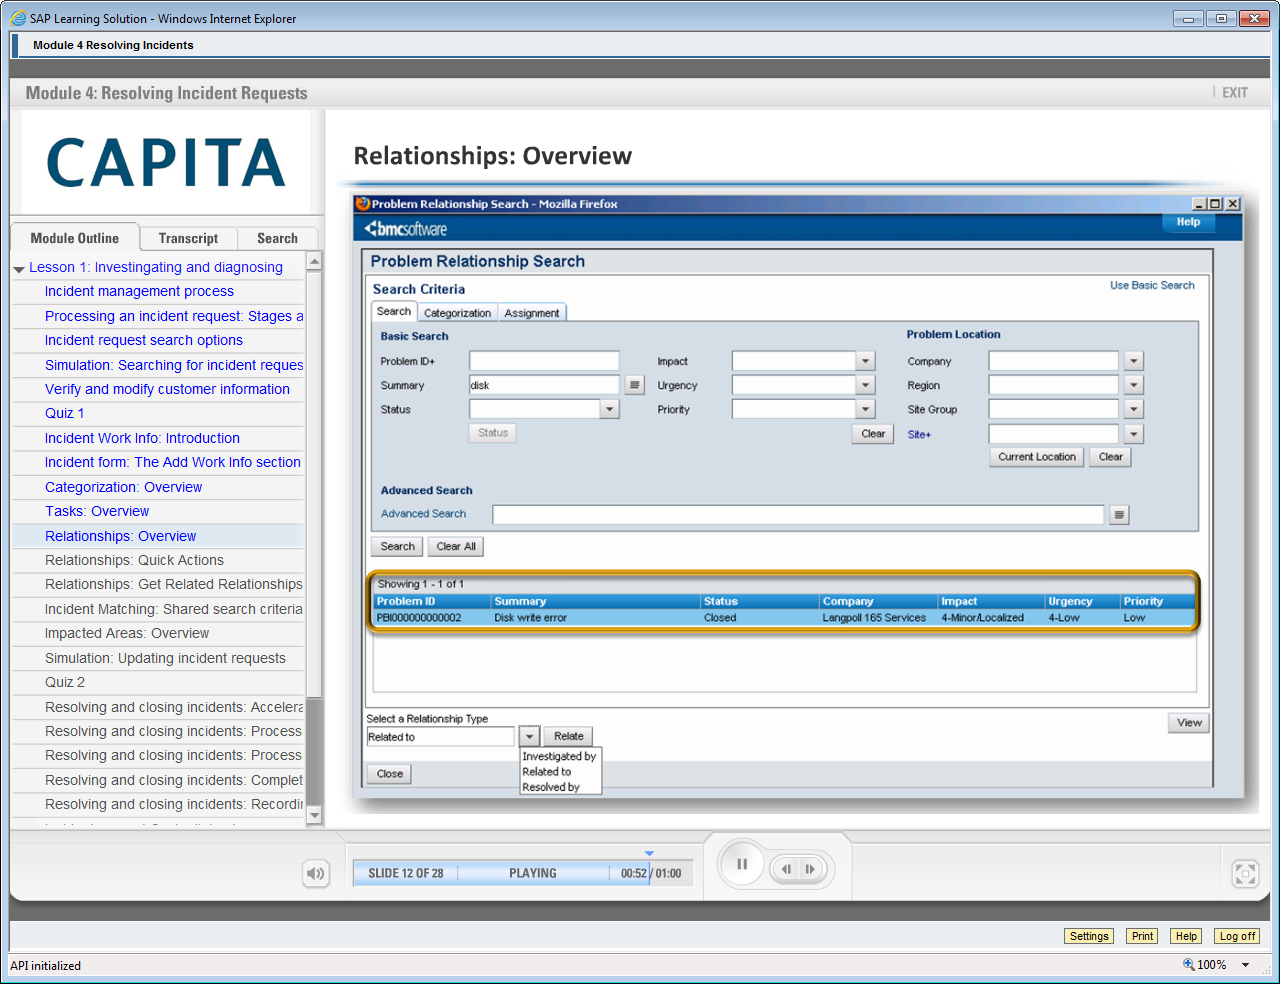 SAP Learning Solution - Windows Internet Explorer
Module 4 Resolving Incidents
Module 4: Resolving Incident Requests
EXIT
CAPITA
Module Outline
Transcript
Search
Lesson 1: Investingating and diagnosing
Incident management process
Processing an incident request: Stages a
Incident request search options
Simulation: Searching for incident reques
Verify and modify customer information
Quiz 1
Incident Work Info: Introduction
Incident form: The Add Work Info section
Categorization: Overview
Tasks: Overview
Relationships: Overview
Relationships: Quick Actions
Relationships: Get Related Relationships
Incident Matching: Shared search criteria
Impacted Areas: Overview
Simulation: Updating incident requests
Quiz 2
Resolving and closing incidents: Accelera
Resolving and closing incidents: Process
Resolving and closing incidents: Process
Resolving and closing incidents: Complet
Resolving and closing incidents: Recordin
Relationships: Overview
Problem Relationship Search - Mozilla Firefox
bmcsoftware
Help
Problem Relationship Search
Search Criteria
Use Basic Search
Search Categorization Assignment
Basic Search
Problem Location
Problem ID+
Impact
Company
Summary disk
Urgency
Region
Status
Priority
Site Group
Status
Clear
Site+
Current Location Clear
Advanced Search
Advanced Search
Search Clear All
Showing 1 - 1 of 1
Problem ID Summary Status Company Impact Urgency Priority
PBI000000000002 Disk write error Closed Langpoll 165 Services 4-Minor/Localized 4-Low Low
Select a Relationship Type
View
Related to Relate
Investigated by
Related to
Resolved by
Close
SLIDE 12 OF 28 PLAYING 00:52 / 01:00
Settings Print Help Log off
API initialized
100%